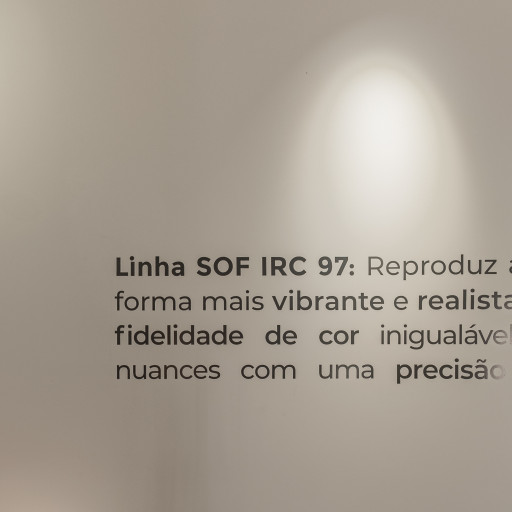 Linha SOF IRC 97: Reproduz
forma mais vibrante e realista
fidelidade de cor inigualável
nuances com uma precisão